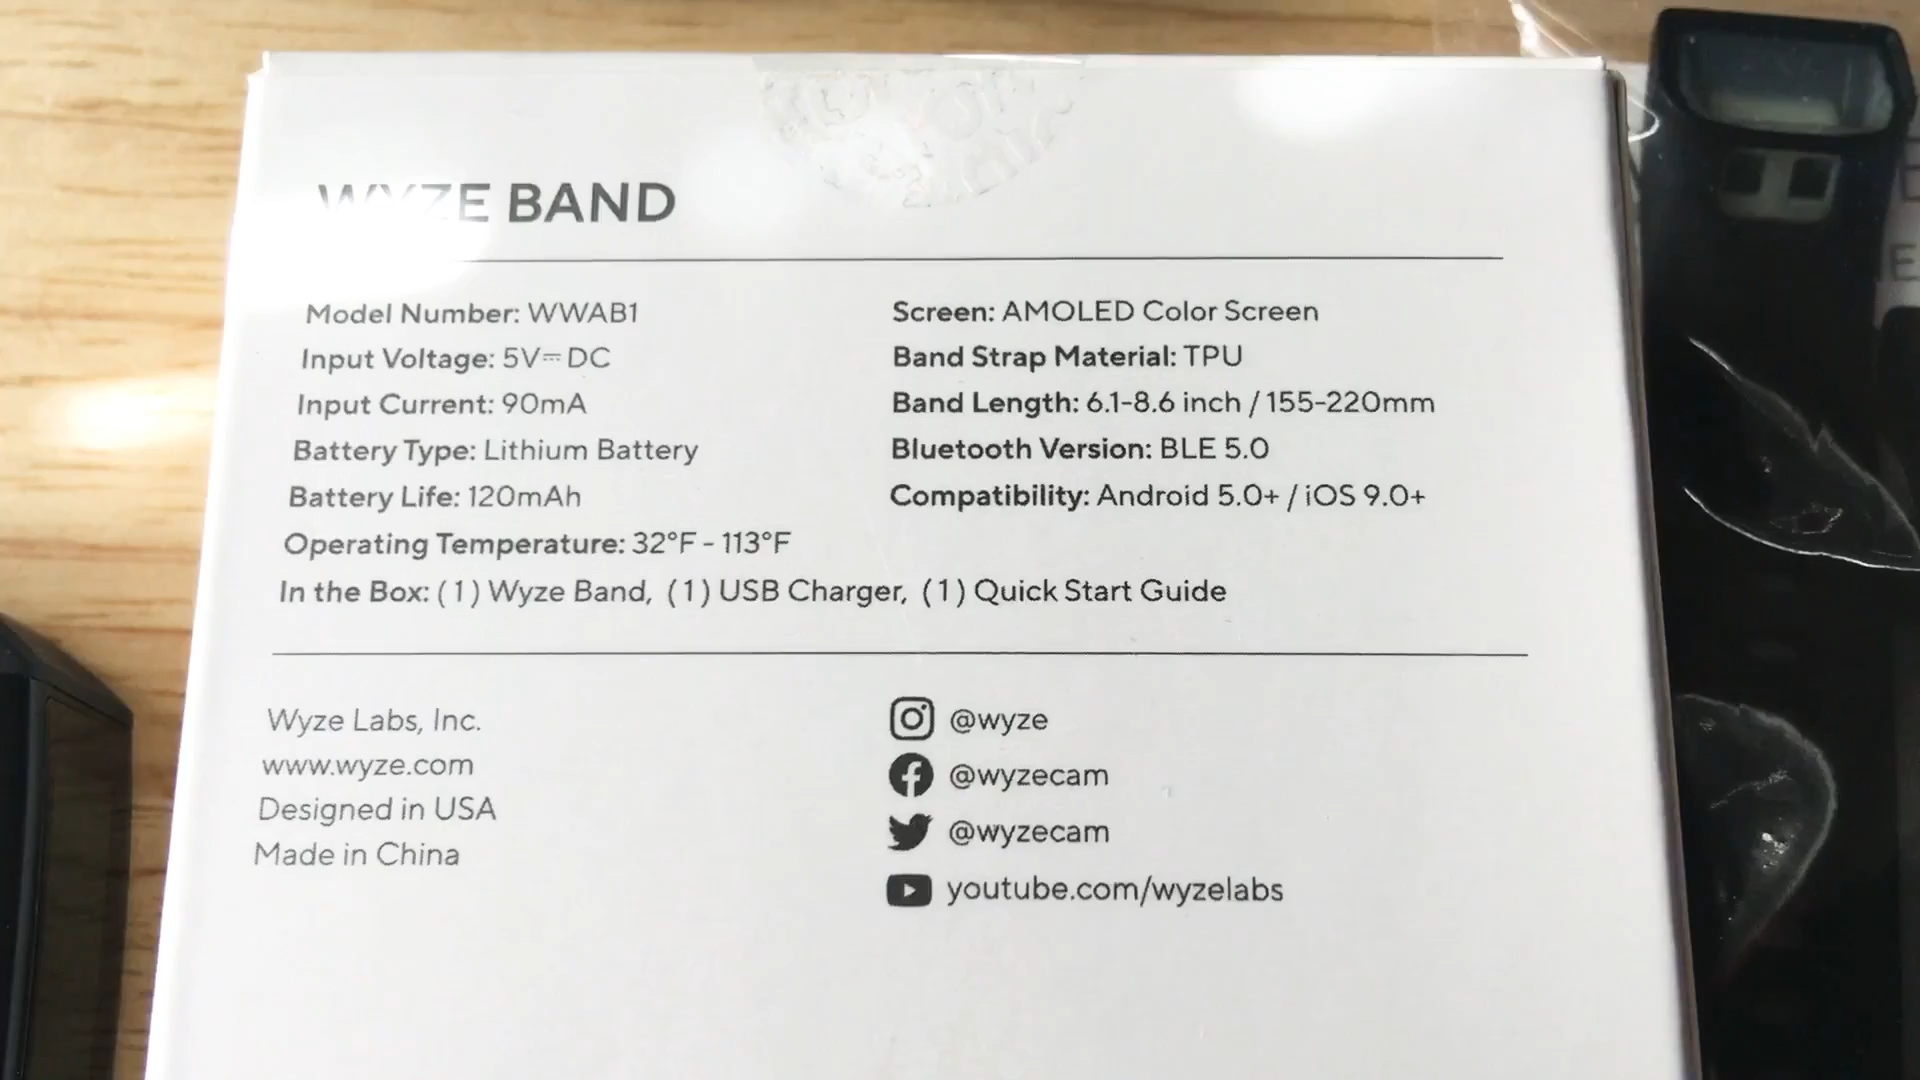 WYZE BAND
Model Number: WWAB1
Input Voltage: 5V⎓DC
Input Current: 90mA
Battery Type: Lithium Battery
Battery Life: 120mAh
Operating Temperature: 32°F - 113°F
In the Box: (1) Wyze Band, (1) USB Charger, (1) Quick Start Guide
Screen: AMOLED Color Screen
Band Strap Material: TPU
Band Length: 6.1-8.6 inch / 155-220mm
Bluetooth Version: BLE 5.0
Compatibility: Android 5.0+ / iOS 9.0+
Wyze Labs, Inc.
www.wyze.com
Designed in USA
Made in China
@wyze
@wyzecam
@wyzecam
youtube.com/wyzelabs